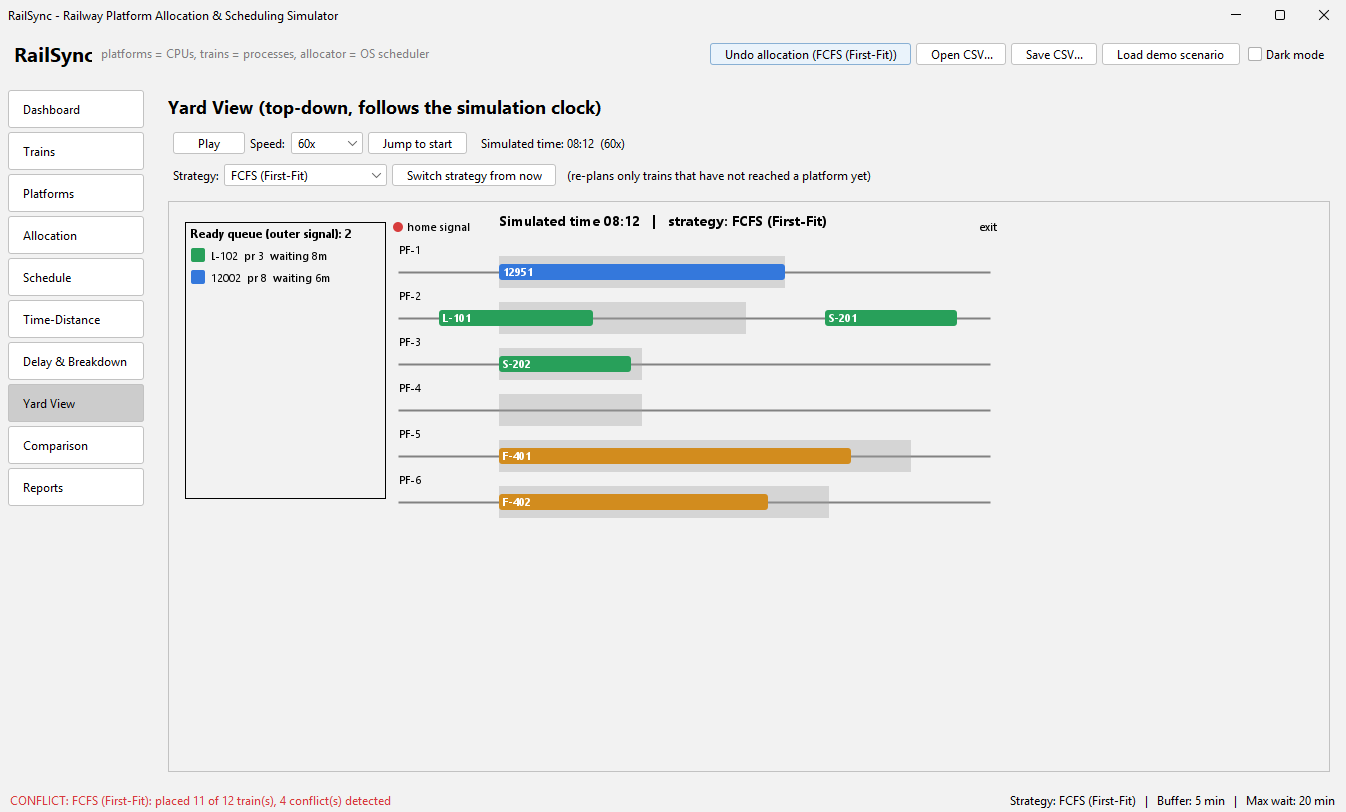 RailSync - Railway Platform Allocation & Scheduling Simulator
RailSync platforms = CPUs, trains = processes, allocator = OS scheduler
Undo allocation (FCFS (First-Fit)) Open CSV... Save CSV... Load demo scenario Dark mode
Dashboard
Trains
Platforms
Allocation
Schedule
Time-Distance
Delay & Breakdown
Yard View
Comparison
Reports
Yard View (top-down, follows the simulation clock)
Play Speed: 60x Jump to start Simulated time: 08:12 (60x)
Strategy: FCFS (First-Fit) Switch strategy from now (re-plans only trains that have not reached a platform yet)
Ready queue (outer signal): 2
L-102 pr 3 waiting 8m
12002 pr 8 waiting 6m
home signal Simulated time 08:12 | strategy: FCFS (First-Fit) exit
PF-1
12951
PF-2
L-101 S-201
PF-3
S-202
PF-4
PF-5
F-401
PF-6
F-402
CONFLICT: FCFS (First-Fit): placed 11 of 12 train(s), 4 conflict(s) detected
Strategy: FCFS (First-Fit) | Buffer: 5 min | Max wait: 20 min